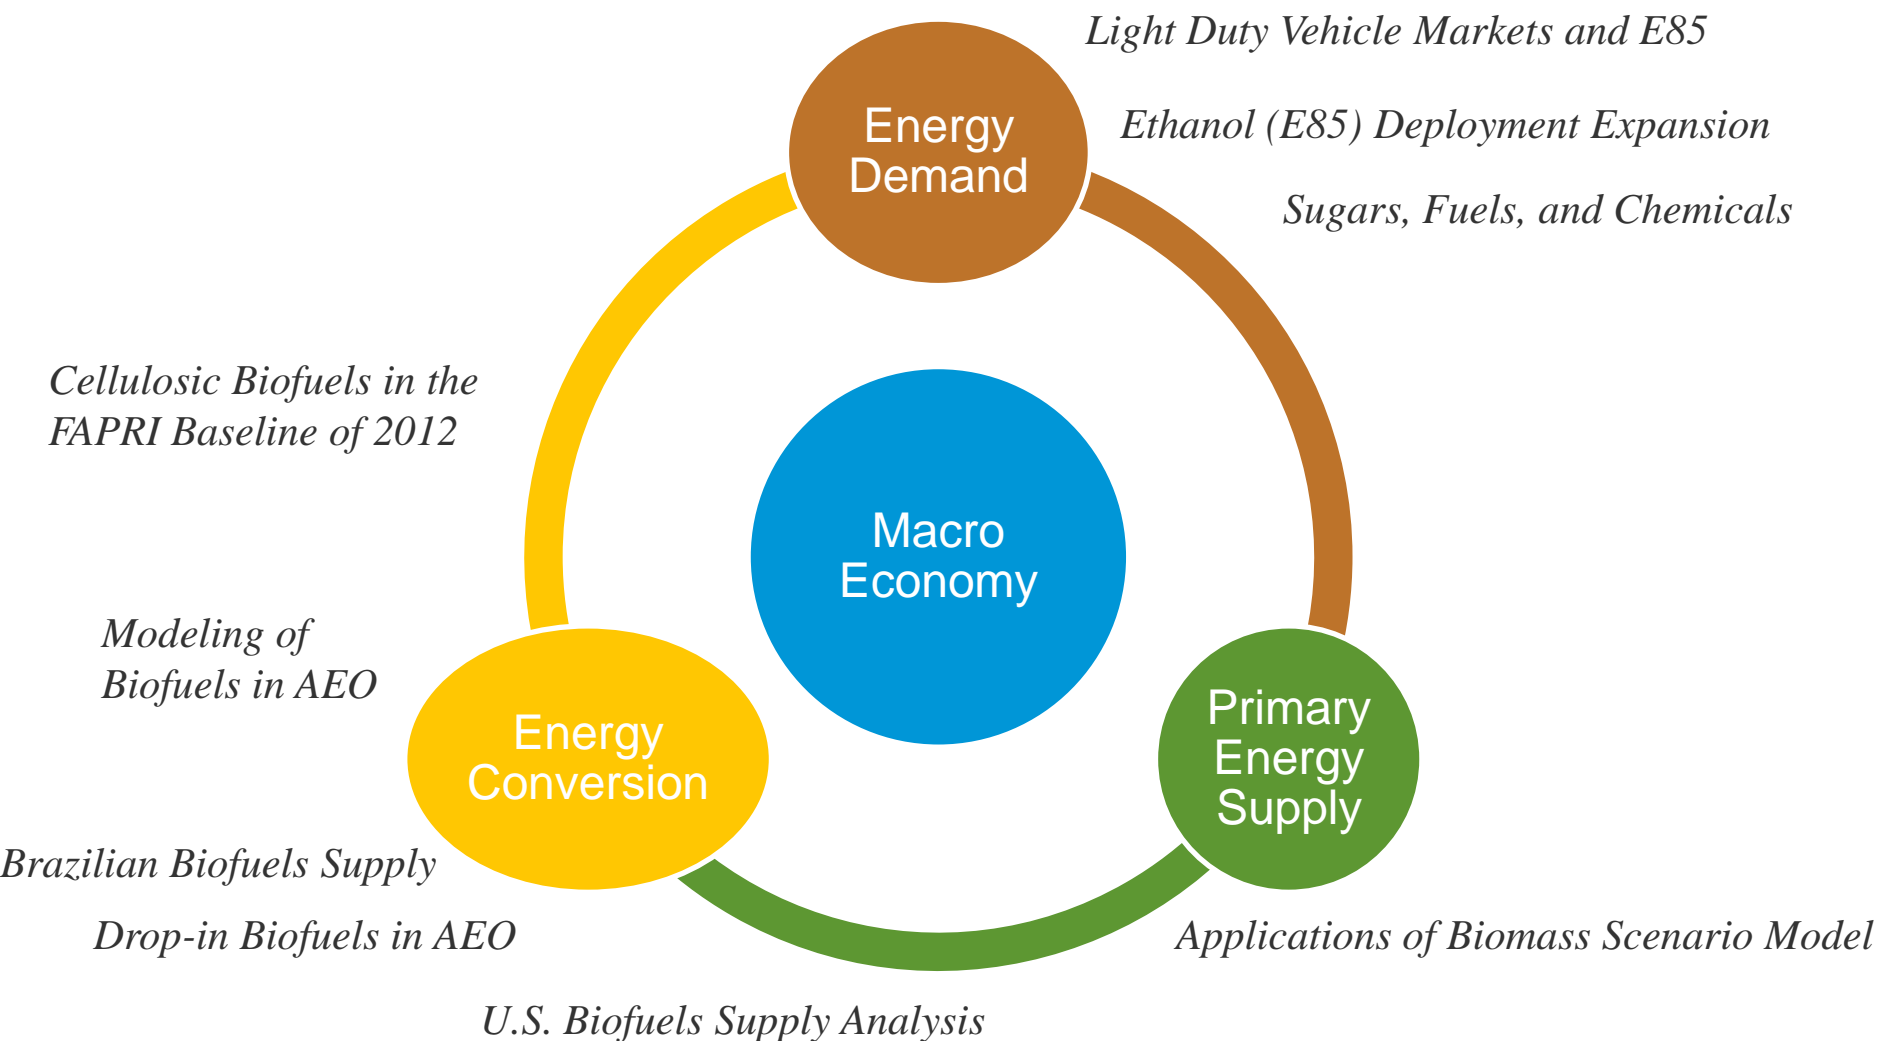 Light Duty Vehicle Markets and E85
Energy
Demand
Ethanol (E85) Deployment Expansion
Sugars, Fuels, and Chemicals
Cellulosic Biofuels in the
FAPRI Baseline of 2012
Macro
Economy
Modeling of
Biofuels in AEO
Energy
Conversion
Primary
Energy
Supply
Brazilian Biofuels Supply
Drop-in Biofuels in AEO
Applications of Biomass Scenario Model
U.S. Biofuels Supply Analysis